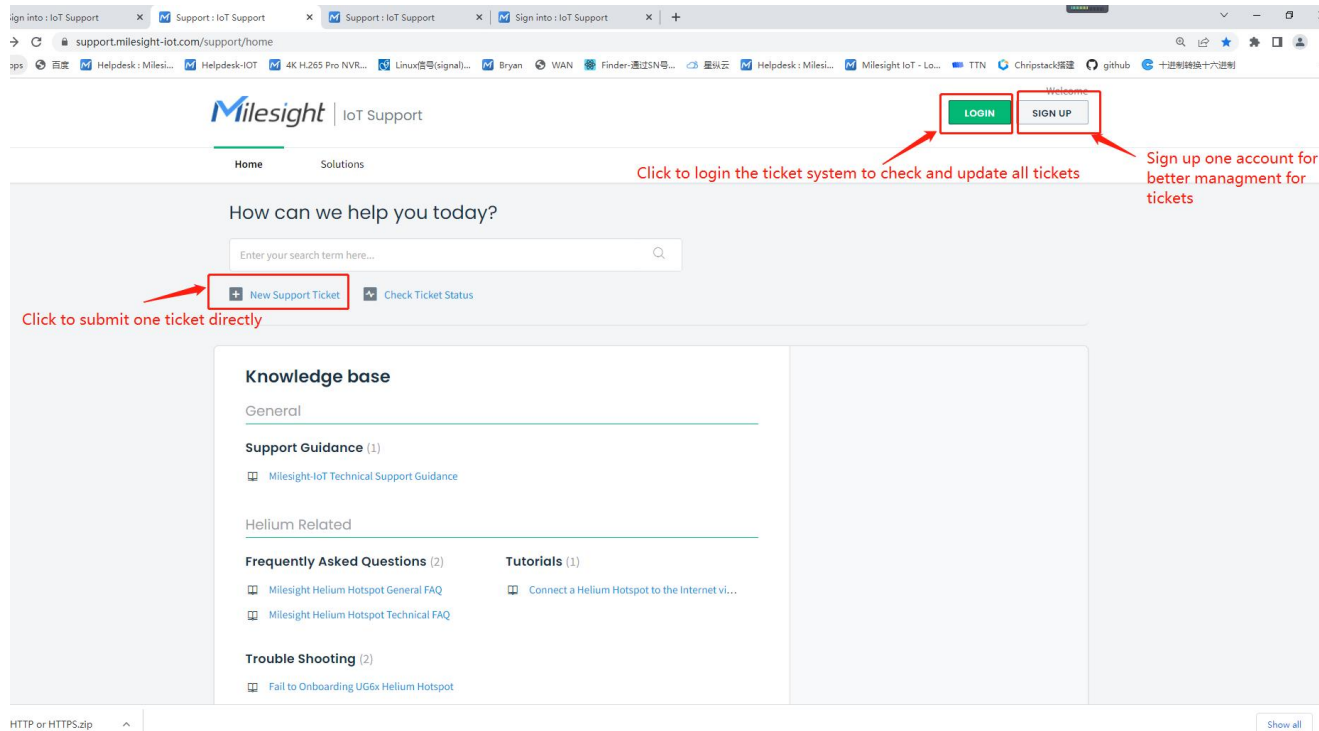 ign into : IoT Support
Support : IoT Support
Support : IoT Support
Sign into : IoT Support
support.milesight-iot.com/support/home
百度
Helpdesk : Milesi...
Helpdesk-IOT
4K H.265 Pro NVR...
Linux信号(signal)...
Bryan
WAN
Finder-通过SN号...
星纵云
Helpdesk : Milesi...
Milesight IoT - Lo...
TTN
Chripstack搭建
github
十进制转换十六进制
Welcome
Milesight | IoT Support
LOGIN
SIGN UP
Home
Solutions
Click to login the ticket system to check and update all tickets
Sign up one account for
better managment for
tickets
How can we help you today?
Enter your search term here...
New Support Ticket
Check Ticket Status
Click to submit one ticket directly
Knowledge base
General
Support Guidance (1)
Milesight-IoT Technical Support Guidance
Helium Related
Frequently Asked Questions (2)
Tutorials (1)
Milesight Helium Hotspot General FAQ
Connect a Helium Hotspot to the Internet vi...
Milesight Helium Hotspot Technical FAQ
Trouble Shooting (2)
Fail to Onboarding UG6x Helium Hotspot
HTTP or HTTPS.zip
Show all